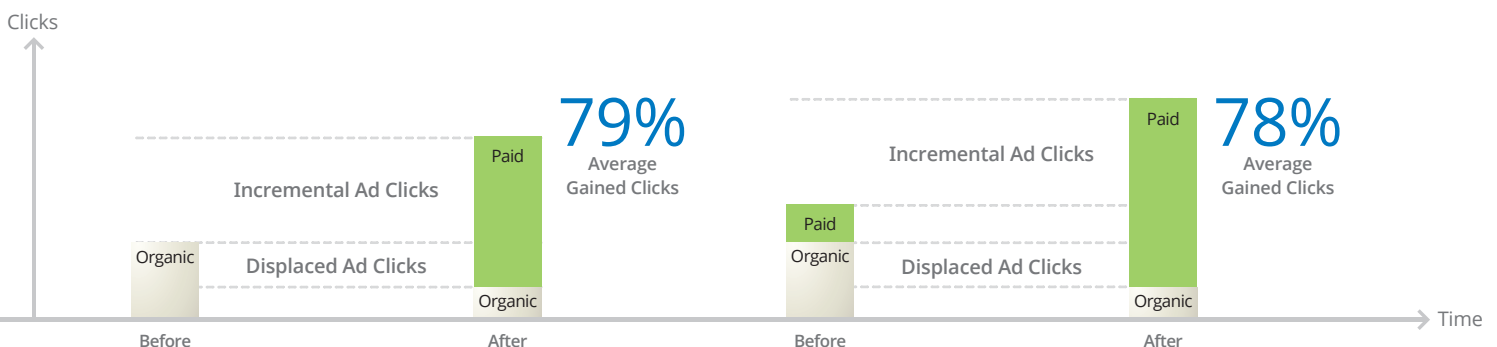 Clicks
79%
Average
Gained Clicks
Paid
Incremental Ad Clicks
Organic
Displaced Ad Clicks
Organic
Before
After
78%
Average
Gained Clicks
Paid
Incremental Ad Clicks
Paid
Organic
Displaced Ad Clicks
Organic
Before
After
Time